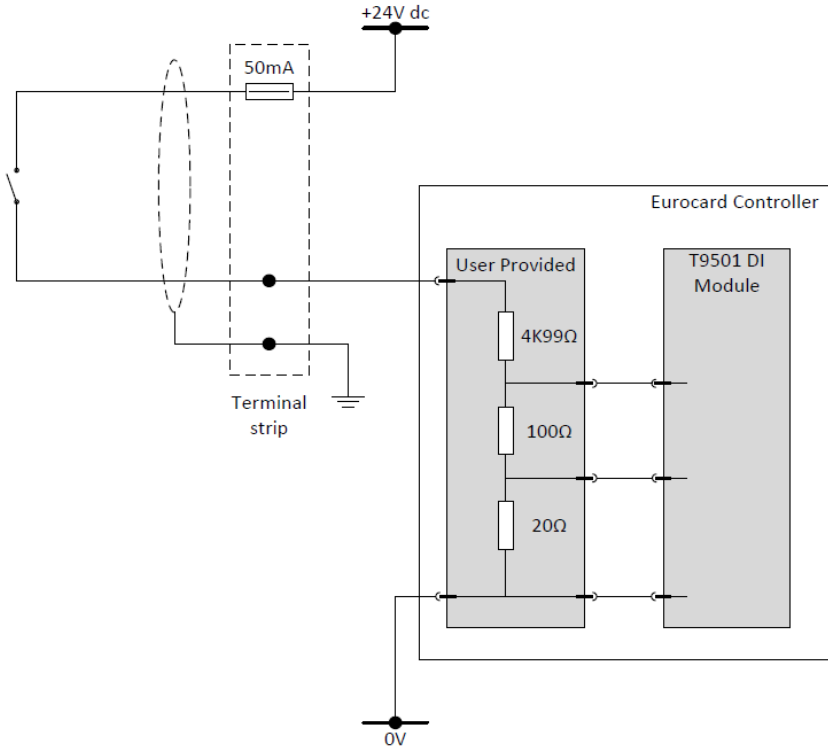 +24V dc
50mA
Eurocard Controller
User Provided
T9501 DI
Module
4K99Ω
100Ω
20Ω
Terminal
strip
0V